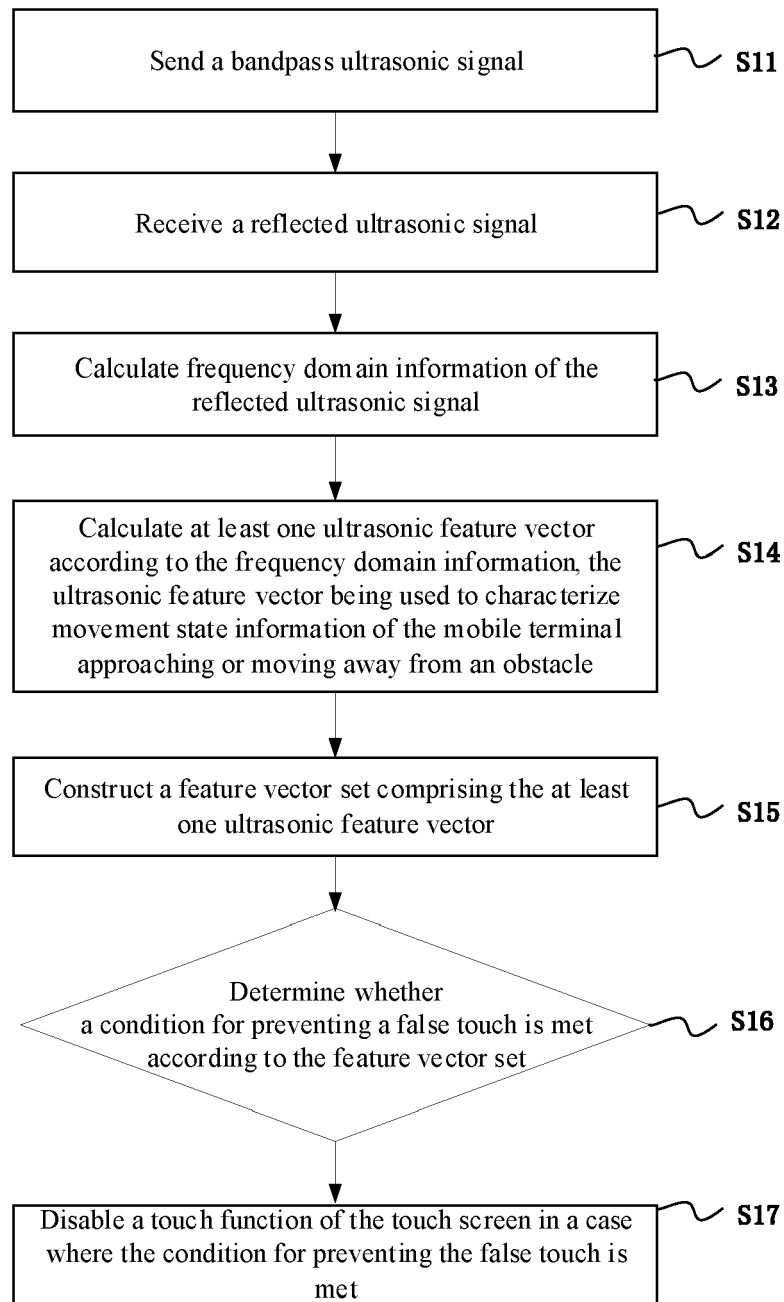 Send a bandpass ultrasonic signal
S11
Receive a reflected ultrasonic signal
S12
Calculate frequency domain information of the
reflected ultrasonic signal
S13
Calculate at least one ultrasonic feature vector
according to the frequency domain information, the
ultrasonic feature vector being used to characterize
movement state information of the mobile terminal
approaching or moving away from an obstacle
S14
Construct a feature vector set comprising the at least
one ultrasonic feature vector
S15
Determine whether
a condition for preventing a false touch is met
according to the feature vector set
S16
Disable a touch function of the touch screen in a case
where the condition for preventing the false touch is
met
S17